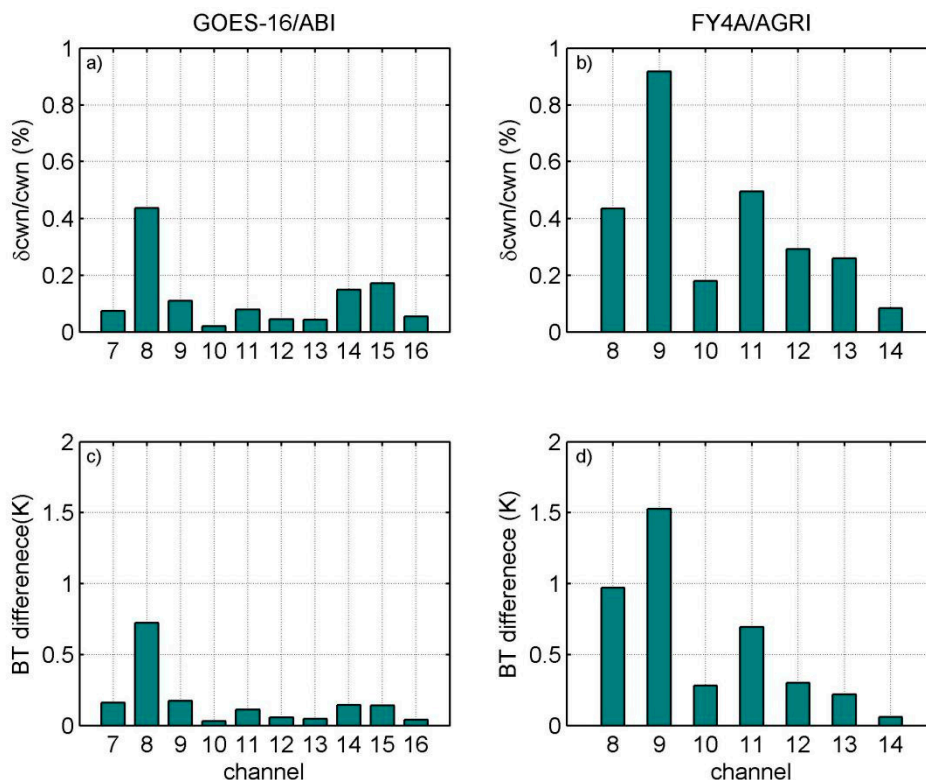 GOES-16/ABI
FY4A/AGRI
a)
δcwn/cwn (%)
1
0.8
0.6
0.4
0.2
0
7 8 9 10 11 12 13 14 15 16
b)
δcwn/cwn (%)
1
0.8
0.6
0.4
0.2
0
8 9 10 11 12 13 14
c)
BT differenece(K)
2
1.5
1
0.5
0
7 8 9 10 11 12 13 14 15 16
channel
d)
BT differenece (K)
2
1.5
1
0.5
0
8 9 10 11 12 13 14
channel